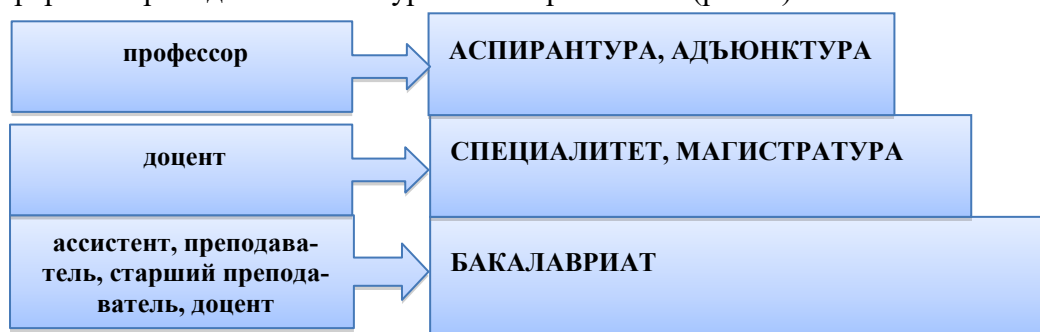 профессор
АСПИРАНТУРА, АДЪЮНКТУРА
доцент
СПЕЦИАЛИТЕТ, МАГИСТРАТУРА
ассистент, преподава-
тель, старший препода-
ватель, доцент
БАКАЛАВРИАТ